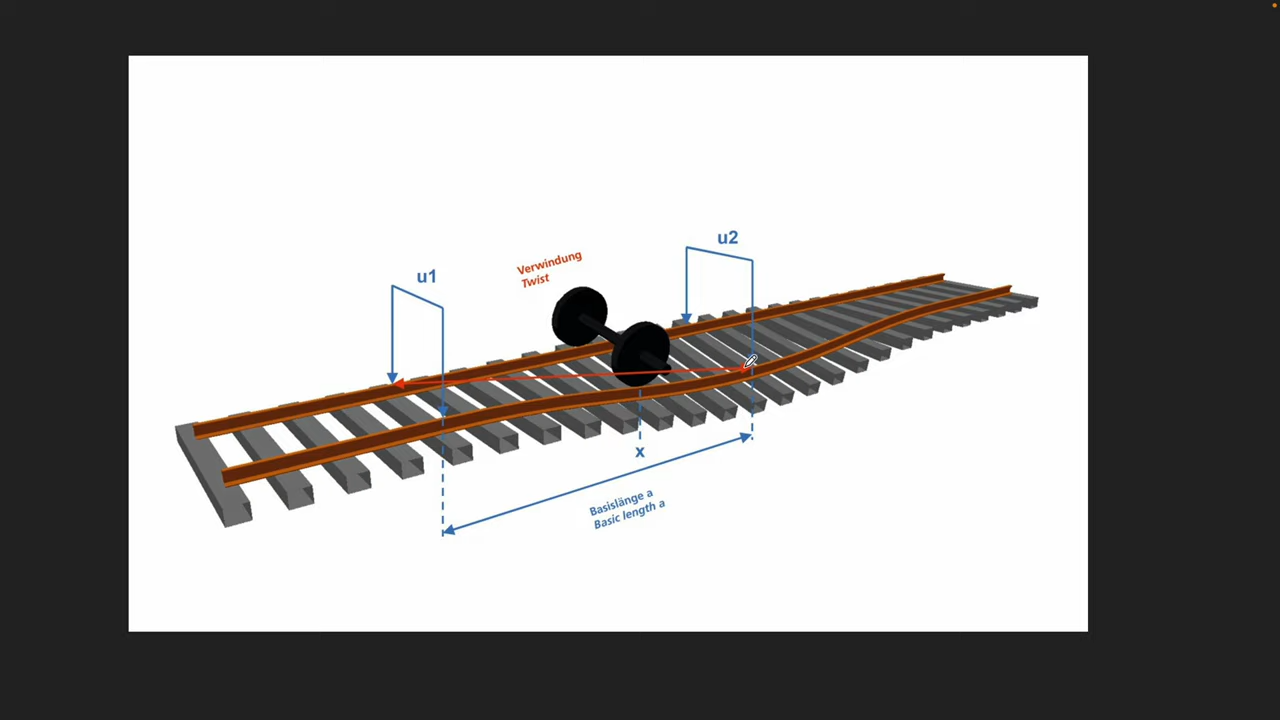 u2
u1
Verwindung
Twist
x
Basislänge a
Basic length a